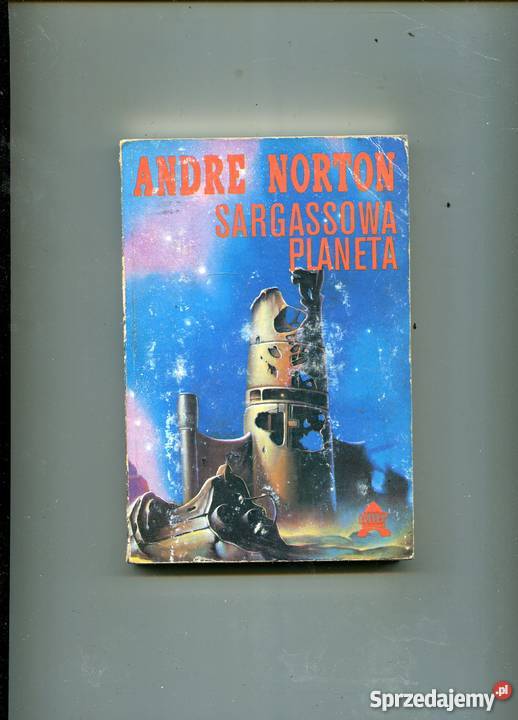 ANDRE NORTON
SARGASSOWA
PLANETA
Sprzedajemy.pl